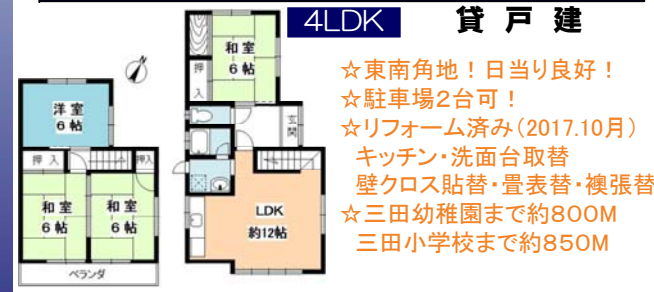 4LDK 貸戸建
☆東南角地！日当り良好！
☆駐車場2台可！
☆リフォーム済み（2017.10月）
キッチン・洗面台取替
壁クロス貼替・畳表替・襖張替
☆三田幼稚園まで約800M
三田小学校まで約850M
和室
6帖
押入
玄関
LDK
約12帖
洋室
6帖
押入
押入
和室
6帖
和室
6帖
ベランダ